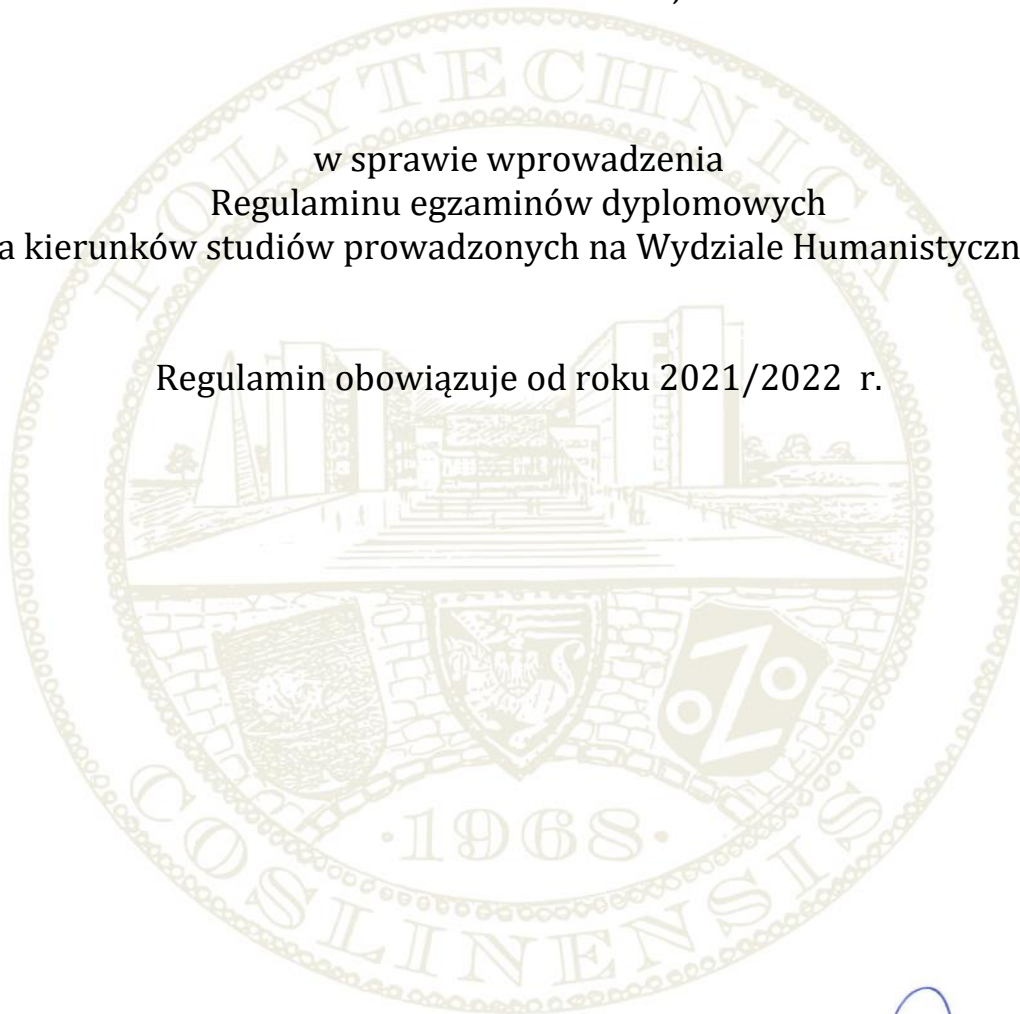 w sprawie wprowadzenia
Regulaminu egzaminów dyplomowych
a kierunków studiów prowadzonych na Wydziale Humanistyczn
Regulamin obowiązuje od roku 2021/2022 r.
POLYTECHNICA
·1968·
COSLINENSIS